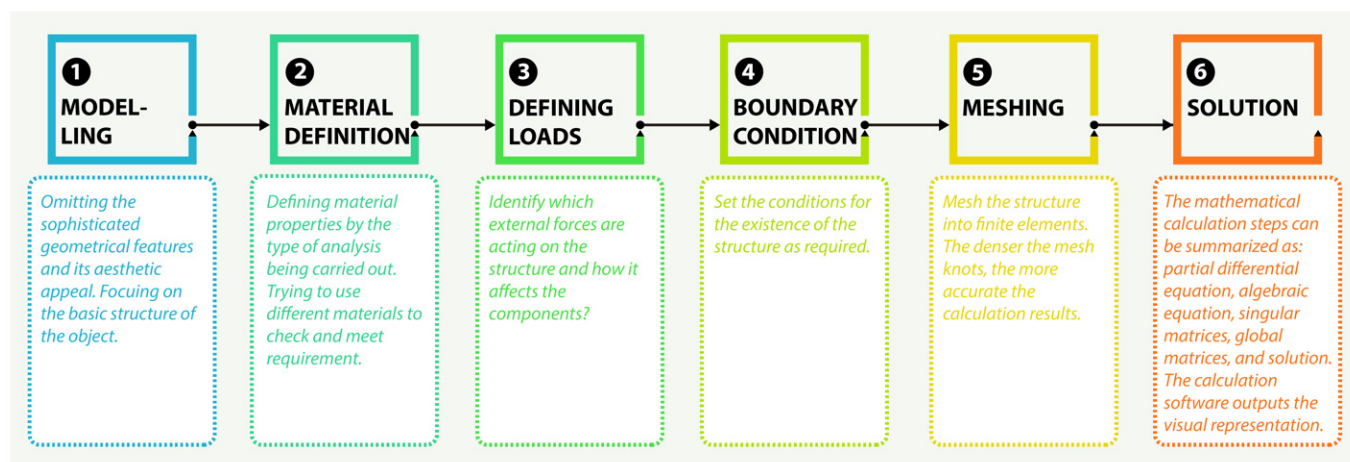 1
MODEL-
LING
Omitting the
sophisticated
geometrical features
and its aesthetic
appeal. Focuing on
the basic structure of
the object.
2
MATERIAL
DEFINITION
Defining material
properties by the
type of analysis
being carried out.
Trying to use
different materials to
check and meet
requirement.
3
DEFINING
LOADS
Identify which
external forces are
acting on the
structure and how it
affects the
components?
4
BOUNDARY
CONDITION
Set the conditions for
the existence of the
structure as required.
5
MESHING
Mesh the structure
into finite elements.
The denser the mesh
knots, the more
accurate the
calculation results.
6
SOLUTION
The mathematical
calculation steps can
be summarized as:
partial differential
equation, algebraic
equation, singular
matrices, global
matrices, and solution.
The calculation
software outputs the
visual representation.